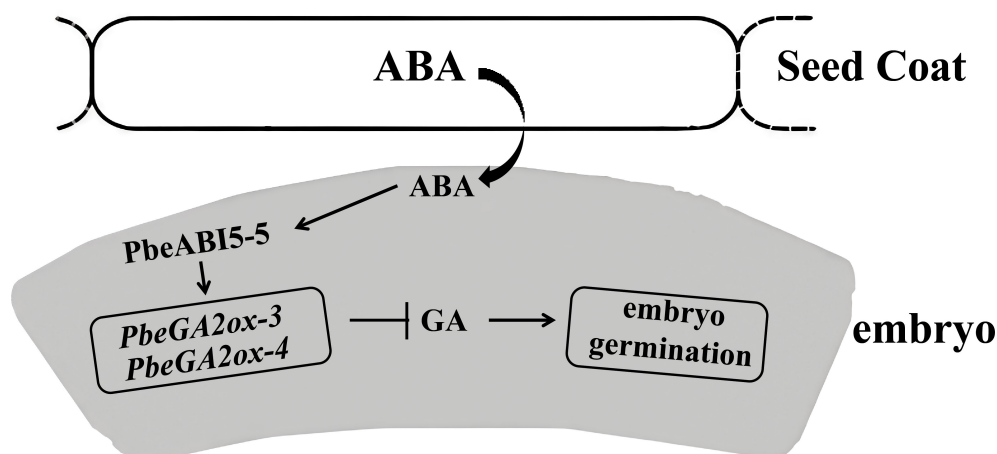 ABA
Seed Coat
ABA
PbeABI5-5
PbeGA2ox-3
PbeGA2ox-4
GA
embryo
germination
embryo